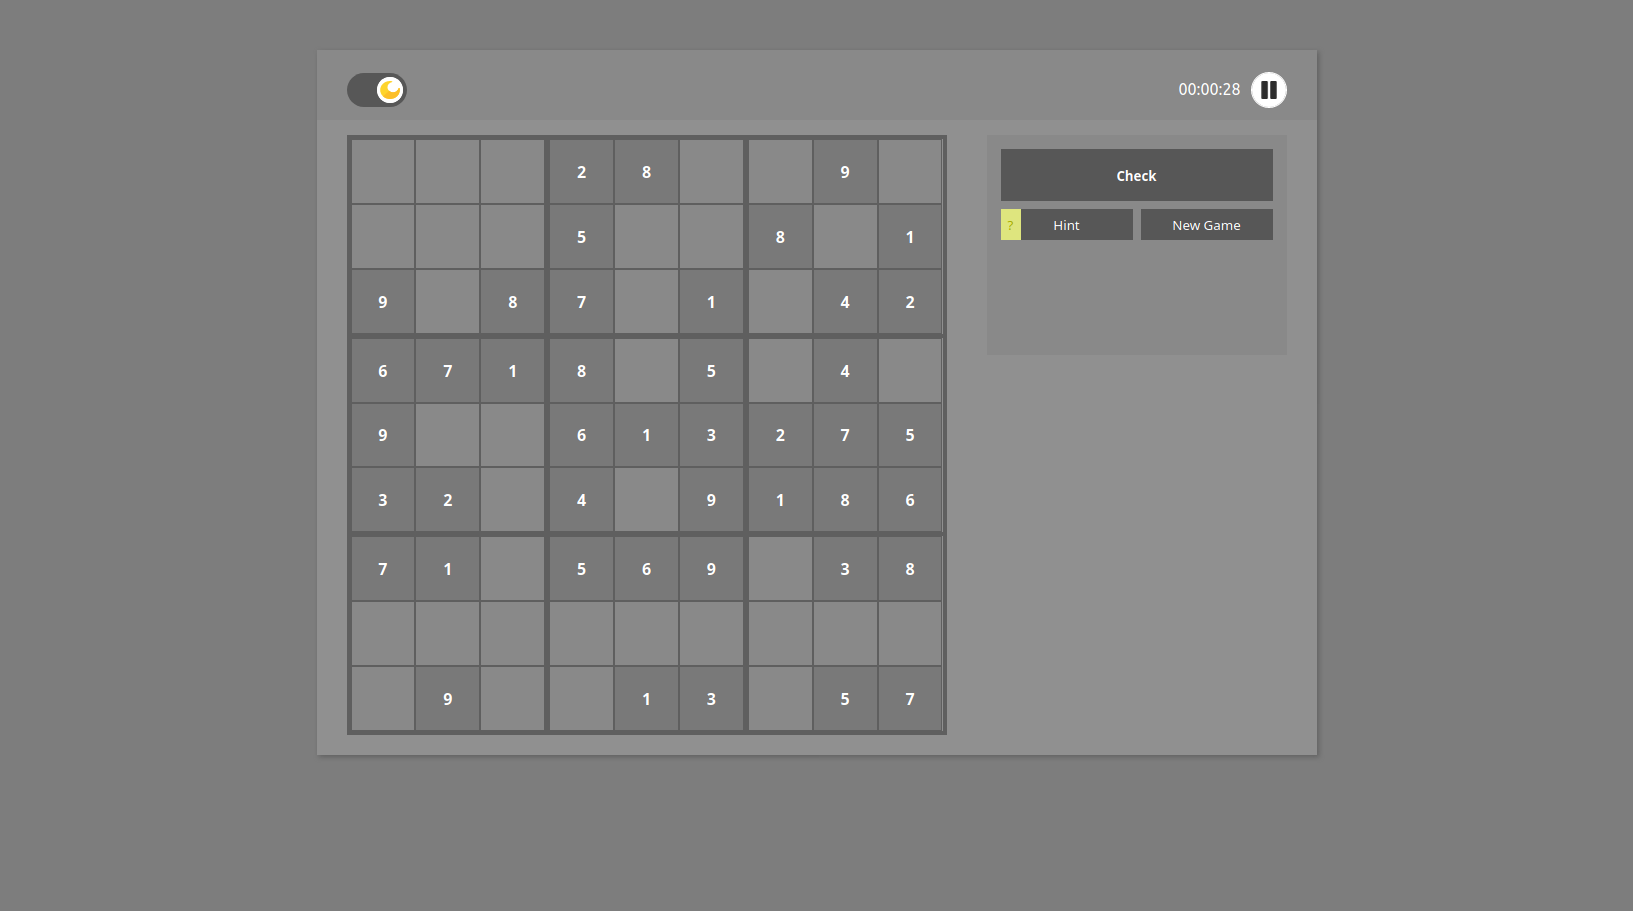 00:00:28
2 8 9
5 8 1
9 8 7 1 4 2
6 7 1 8 5 4
9 6 1 3 2 7 5
3 2 4 9 1 8 6
7 1 5 6 9 3 8
9 1 3 5 7
Check
? Hint New Game